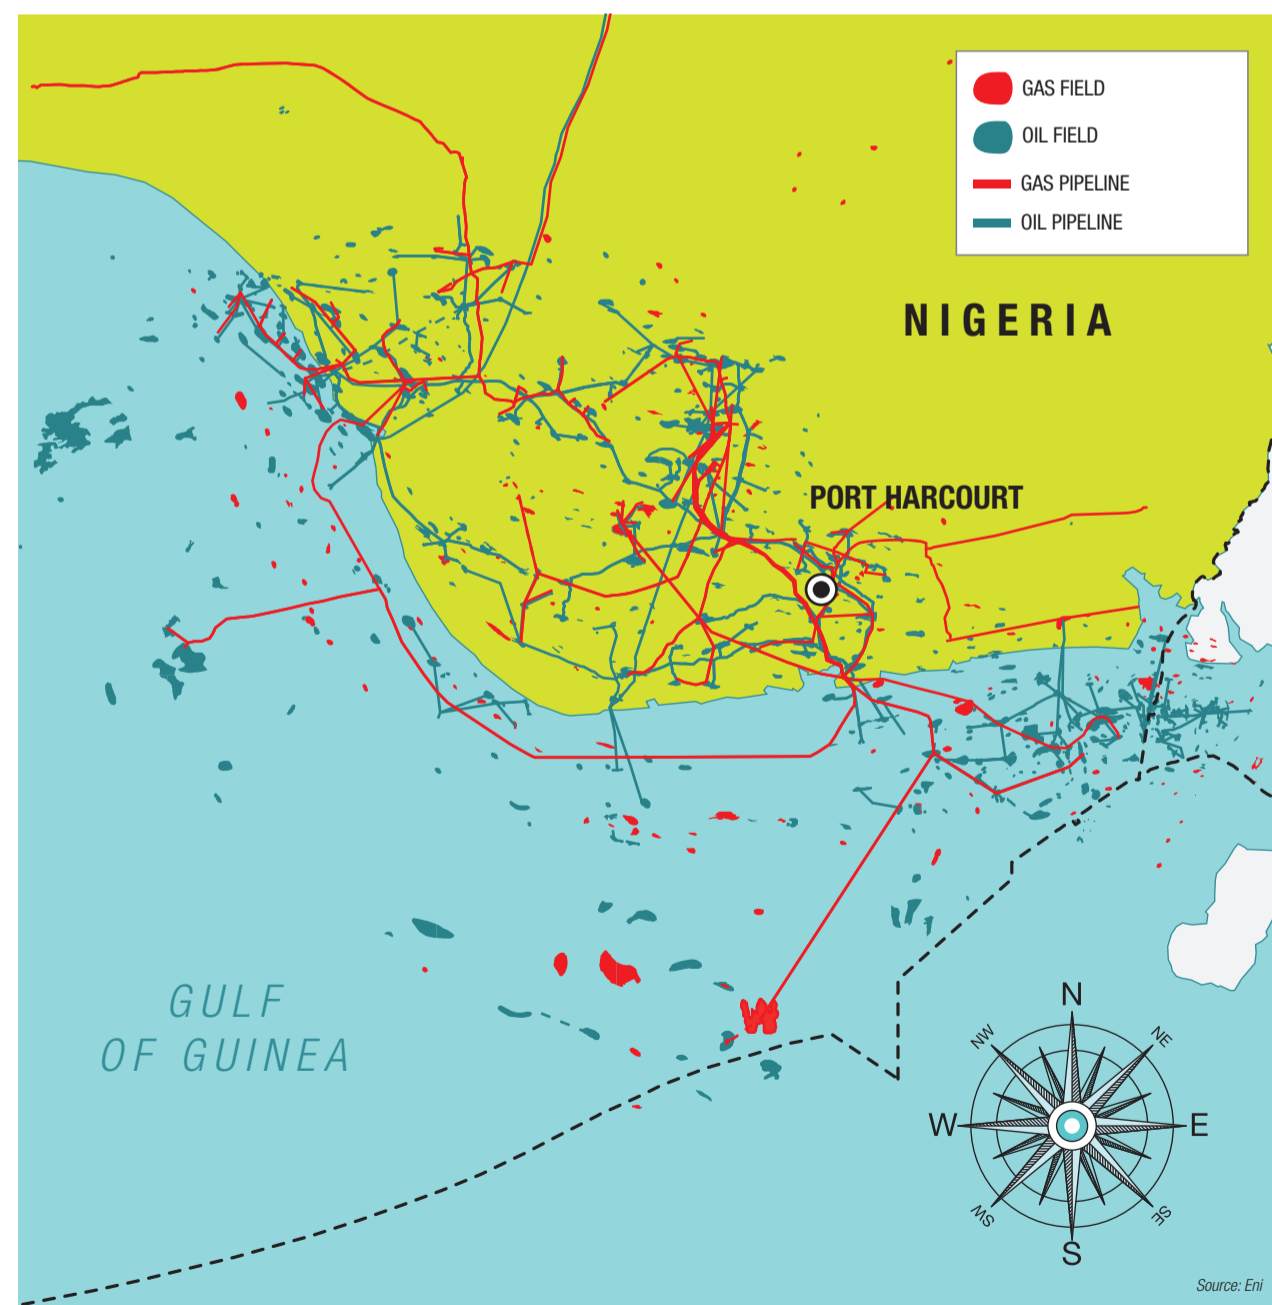 GAS FIELD
OIL FIELD
GAS PIPELINE
OIL PIPELINE
NIGERIA
PORT HARCOURT
GULF
OF GUINEA
N
NW
NE
W
E
SW
SE
S
Source: Eni